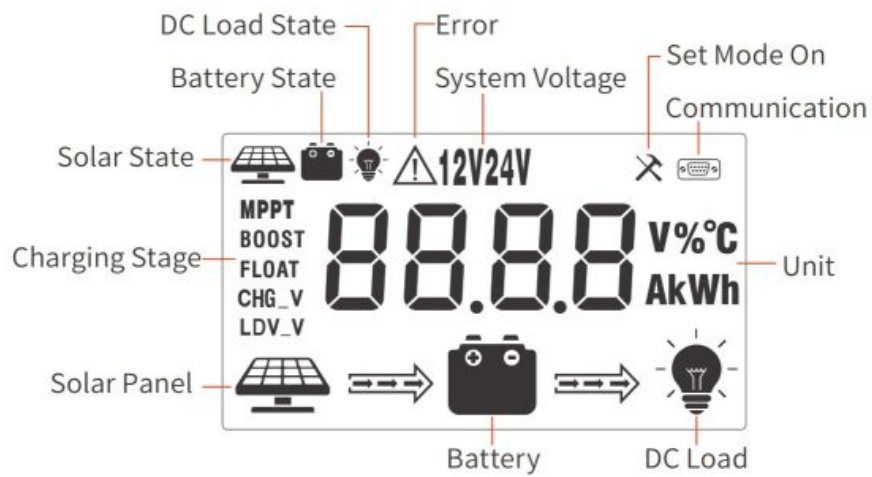 DC Load State
Error
Battery State
System Voltage
Set Mode On
Communication
Solar State
12V24V
MPPT
BOOST
FLOAT
CHG_V
LDV_V
Charging Stage
88.8.8
V%°C
AkWh
Unit
Solar Panel
Battery
DC Load